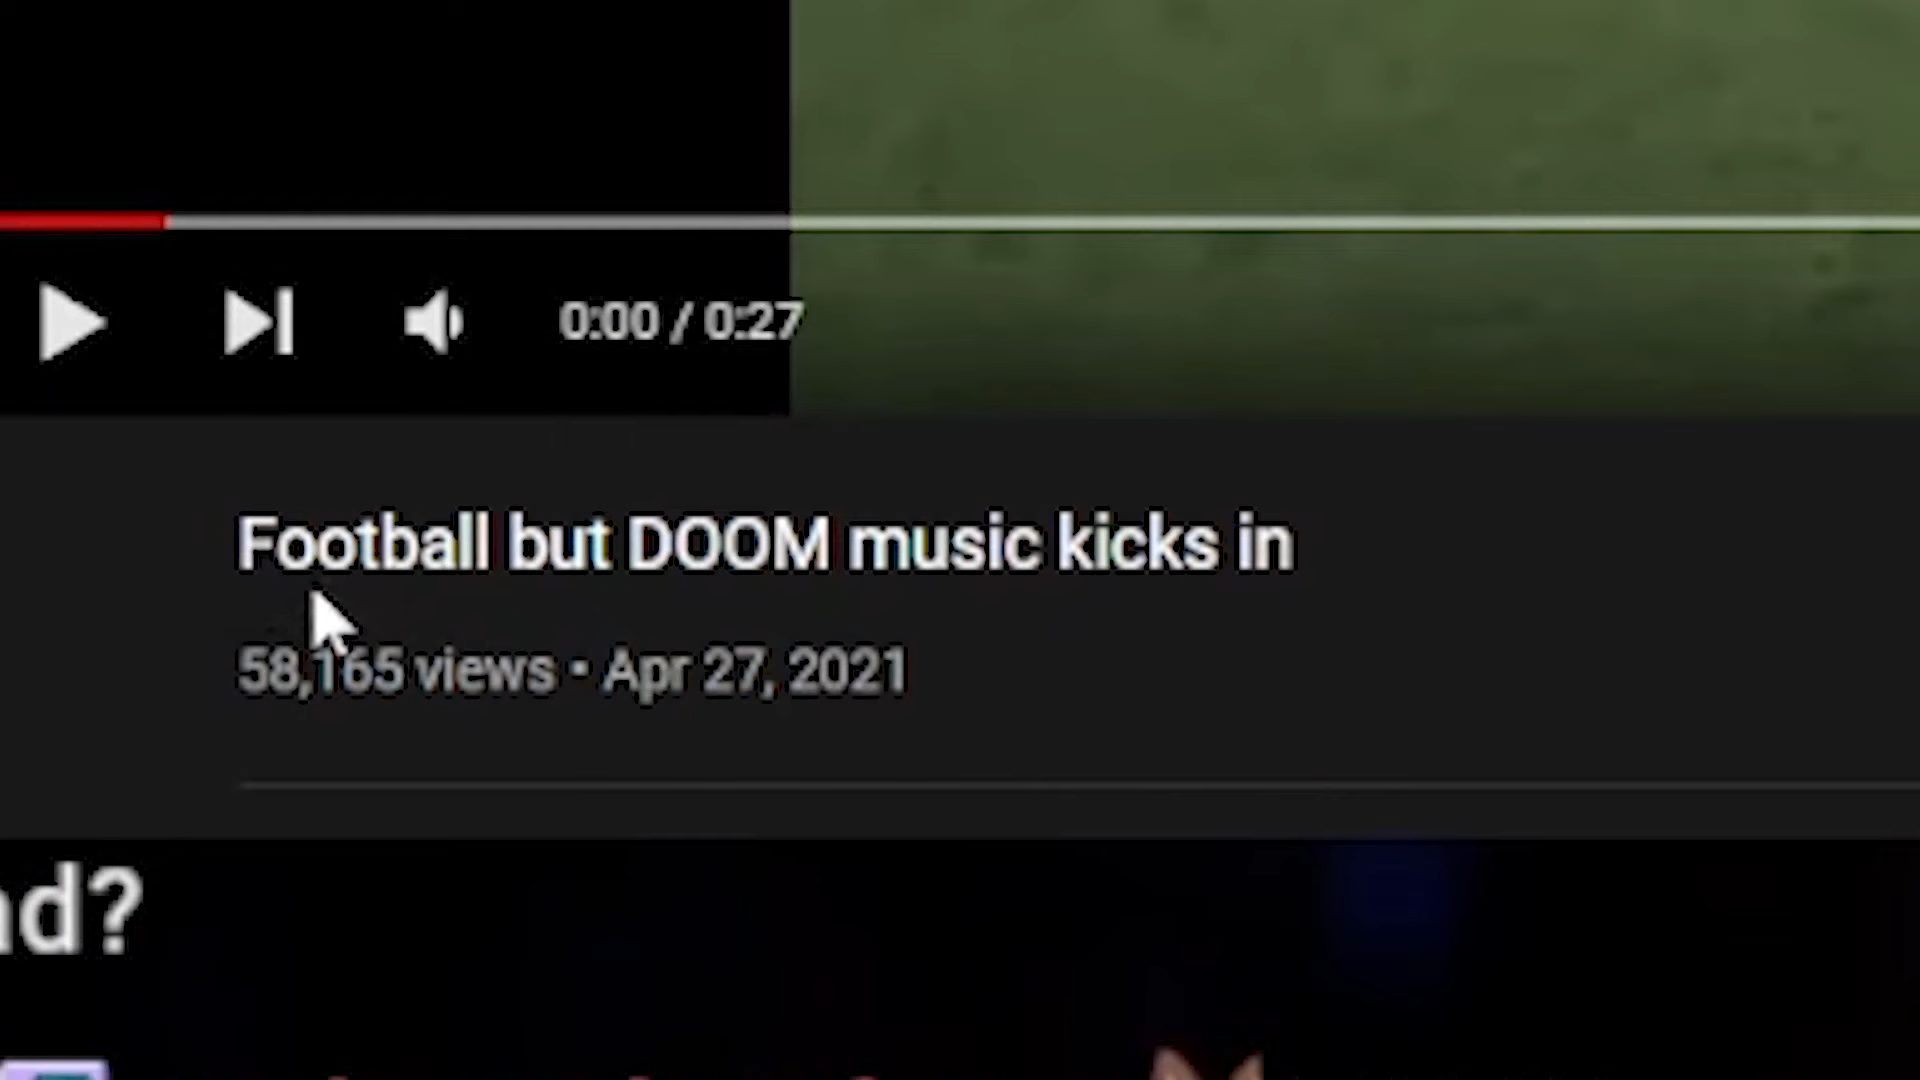 0:00 / 0:27
Football but DOOM music kicks in
58,165 views • Apr 27, 2021
d?